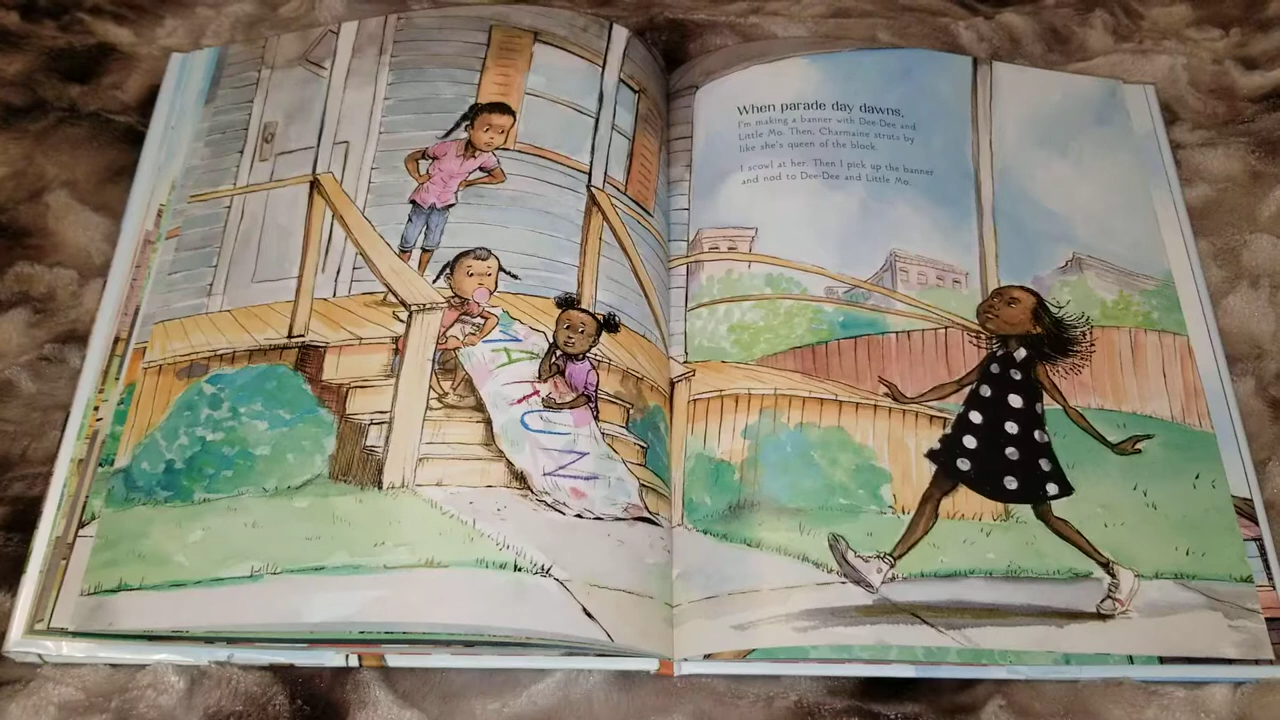 MA
UN
When parade day dawns,
I'm making a banner with Dee-Dee and
Little Mo. Then, Charmaine struts by
like she's queen of the block.
I scowl at her. Then I pick up the banner
and nod to Dee-Dee and Little Mo.